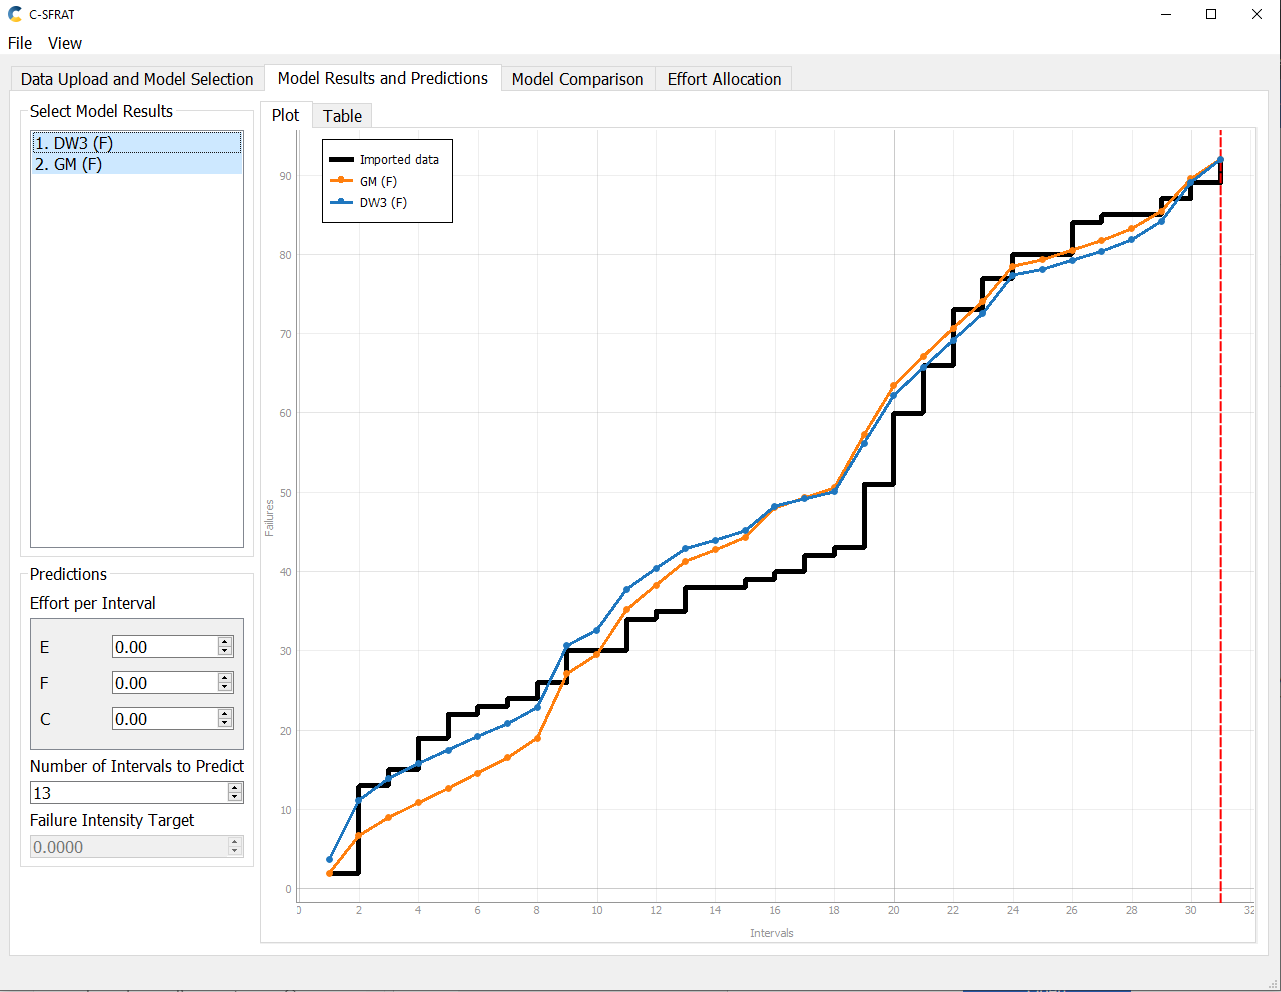 C-SFRAT
File View
Data Upload and Model Selection Model Results and Predictions Model Comparison Effort Allocation
Select Model Results
1. DW3 (F)
2. GM (F)
Predictions
Effort per Interval
E 0.00
F 0.00
C 0.00
Number of Intervals to Predict
13
Failure Intensity Target
0.0000
Plot Table
Imported data
GM (F)
DW3 (F)
90
80
70
60
50
40
30
20
10
0
Failures
0 2 4 6 8 10 12 14 16 18 20 22 24 26 28 30 32
Intervals